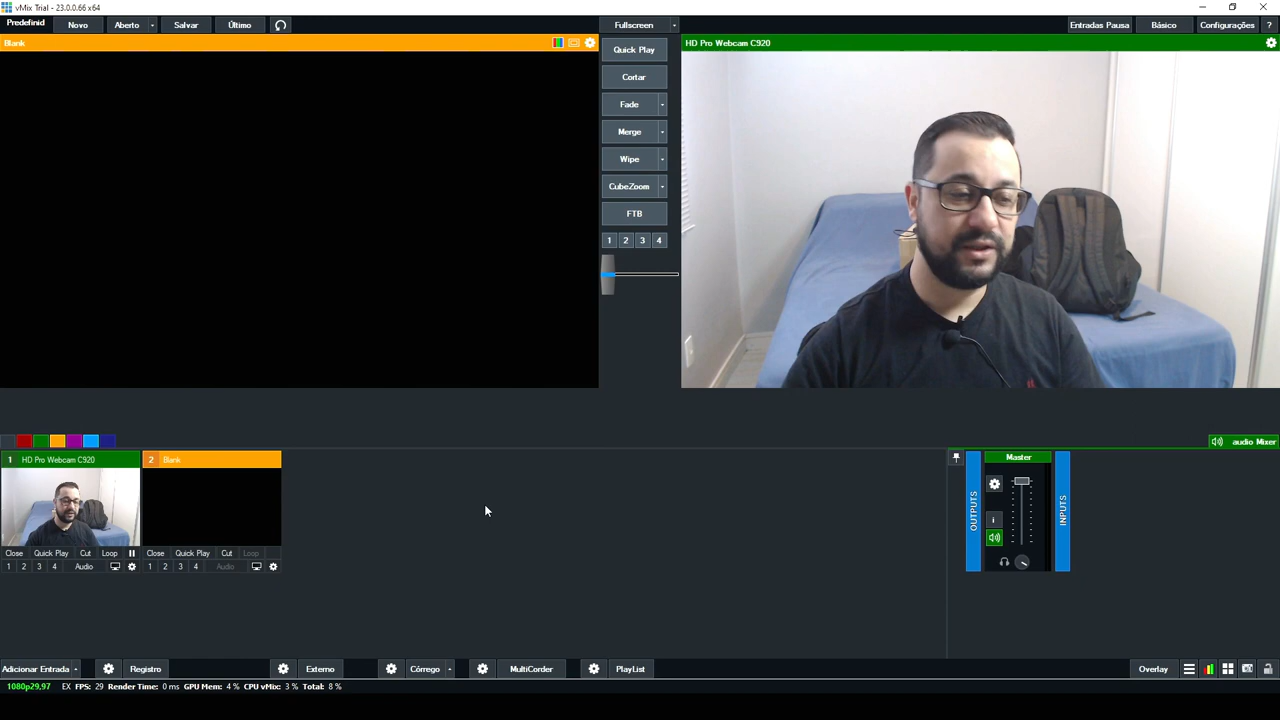 vMix Trial - 23.0.0.66 x64
Predefinid Novo Aberto Salvar Último Fullscreen Entradas Pausa Básico Configurações ?
Blank
HD Pro Webcam C920
Quick Play
Cortar
Fade
Merge
Wipe
CubeZoom
FTB
1 2 3 4
audio Mixer
1 HD Pro Webcam C920
2 Blank
Master
OUTPUTS
INPUTS
i
Close Quick Play Cut Loop
Close Quick Play Cut Loop
1 2 3 4 Audio
1 2 3 4 Audio
Adicionar Entrada Registro Externo Córrego MultiCorder PlayList Overlay
1080p29,97 EX FPS: 29 Render Time: 0 ms GPU Mem: 4 % CPU vMix: 3 % Total: 8 %